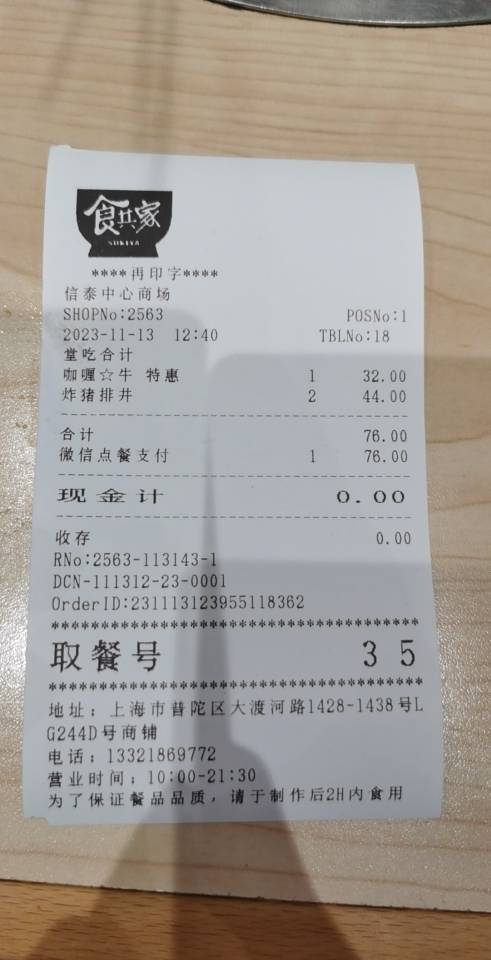 食其家
SUKIYA
****再印字****
信泰中心商场
SHOPNo:2563 POSNo:1
2023-11-13 12:40 TBLNo:18
堂吃合计
咖喱☆牛 特惠 1 32.00
炸猪排丼 2 44.00
合计 76.00
微信点餐支付 1 76.00
现金计 0.00
收存 0.00
RNo:2563-113143-1
DCN-111312-23-0001
OrderID:231113123955118362
取餐号 35
地址：上海市普陀区大渡河路1428-1438号L
G244D号商铺
电话：13321869772
营业时间：10:00-21:30
为了保证餐品品质，请于制作后2H内食用